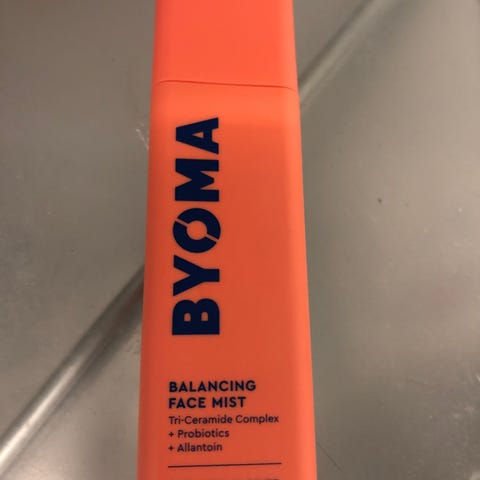 BYOMA
BALANCING
FACE MIST
Tri-Ceramide Complex
+ Probiotics
+ Allantoin